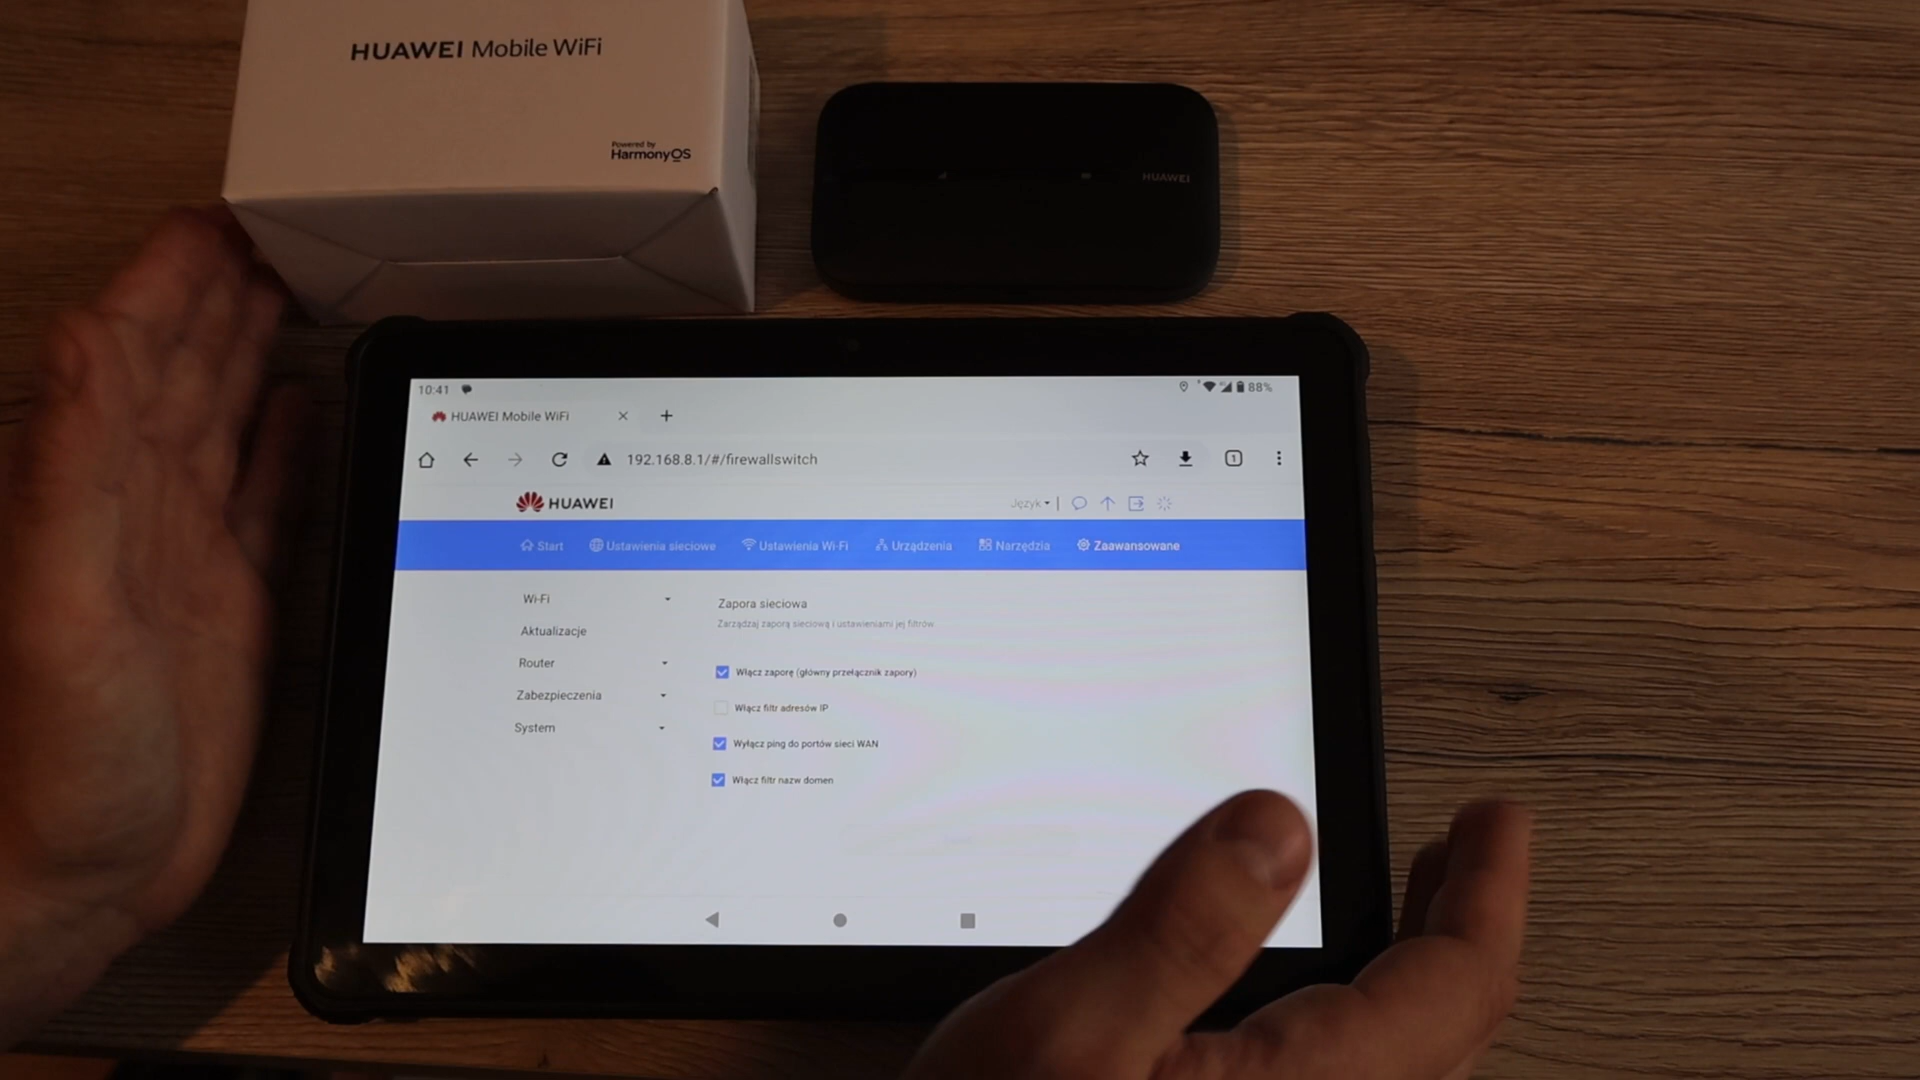 HUAWEI Mobile WiFi
Powered by
HarmonyOS
HUAWEI
10:41
88%
HUAWEI Mobile WiFi
192.168.8.1/#/firewallswitch
1
HUAWEI
Język
Start
Ustawienia sieciowe
Ustawienia Wi-Fi
Urządzenia
Narzędzia
Zaawansowane
Wi-Fi
Aktualizacje
Router
Zabezpieczenia
System
Zapora sieciowa
Zarządzaj zaporą sieciową i ustawieniami jej filtrów
Włącz zaporę (główny przełącznik zapory)
Włącz filtr adresów IP
Wyłącz ping do portów sieci WAN
Włącz filtr nazw domen